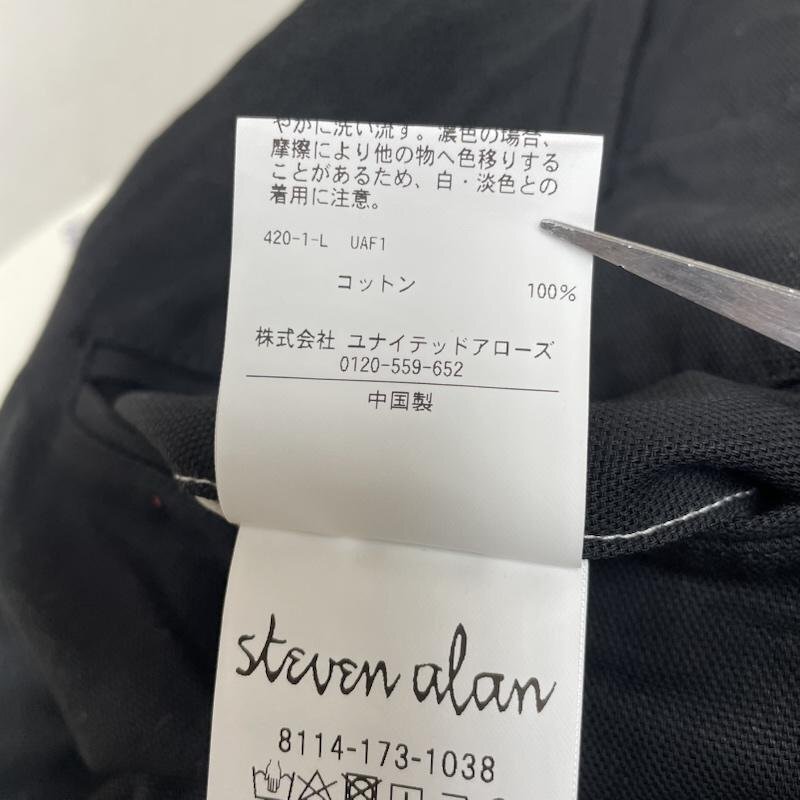 やかに洗い流す。濃色の場合、
摩擦により他の物へ色移りする
ことがあるため、白・淡色との
着用に注意。
420-1-L UAF1
コットン 100%
株式会社 ユナイテッドアローズ
0120-559-652
中国製
steven alan
8114-173-1038